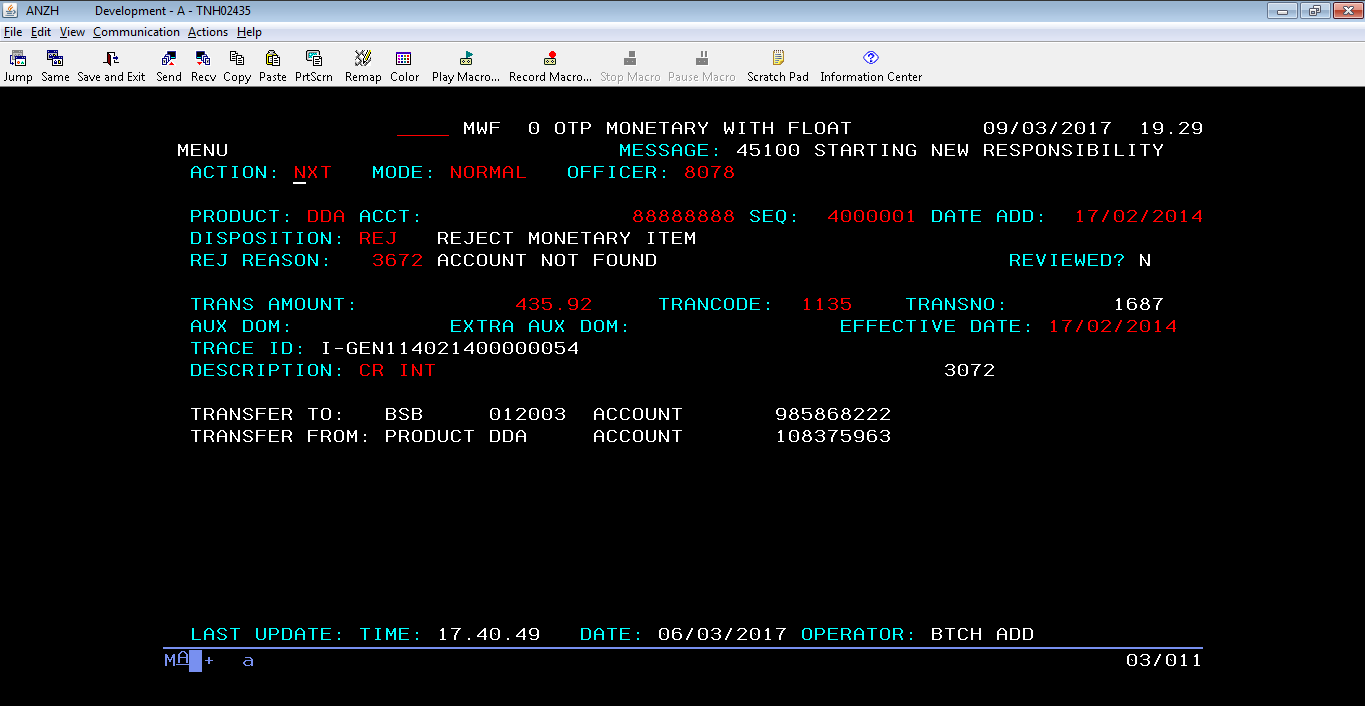 ANZH Development - A - TNH02435
File Edit View Communication Actions Help
Jump Same Save and Exit Send Recv Copy Paste PrtScrn Remap Color Play Macro... Record Macro... Stop Macro Pause Macro Scratch Pad Information Center
_____ MWF 0 OTP MONETARY WITH FLOAT 09/03/2017 19.29
MENU MESSAGE: 45100 STARTING NEW RESPONSIBILITY
ACTION: NXT MODE: NORMAL OFFICER: 8078
PRODUCT: DDA ACCT: 88888888 SEQ: 4000001 DATE ADD: 17/02/2014
DISPOSITION: REJ REJECT MONETARY ITEM
REJ REASON: 3672 ACCOUNT NOT FOUND REVIEWED? N
TRANS AMOUNT: 435.92 TRANCODE: 1135 TRANSNO: 1687
AUX DOM: EXTRA AUX DOM: EFFECTIVE DATE: 17/02/2014
TRACE ID: I-GEN114021400000054
DESCRIPTION: CR INT 3072
TRANSFER TO: BSB 012003 ACCOUNT 985868222
TRANSFER FROM: PRODUCT DDA ACCOUNT 108375963
LAST UPDATE: TIME: 17.40.49 DATE: 06/03/2017 OPERATOR: BTCH ADD
MA + a 03/011